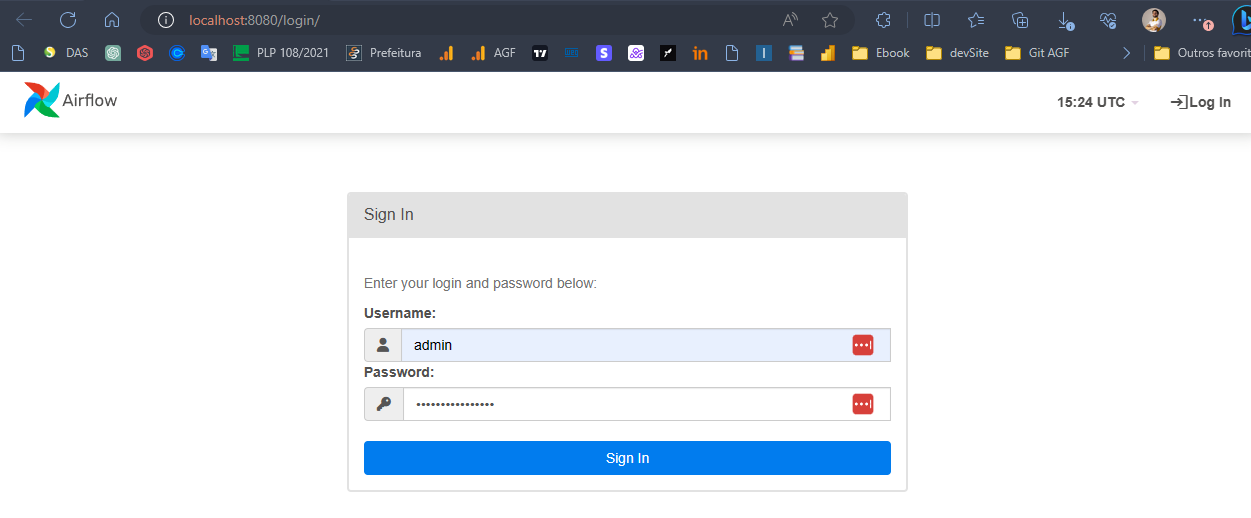 localhost:8080/login/
DAS
PLP 108/2021
Prefeitura
AGF
in
Ebook
devSite
Git AGF
Outros favorit
Airflow
15:24 UTC
Log In
Sign In
Enter your login and password below:
Username:
admin
Password:
••••••••••••••••
Sign In